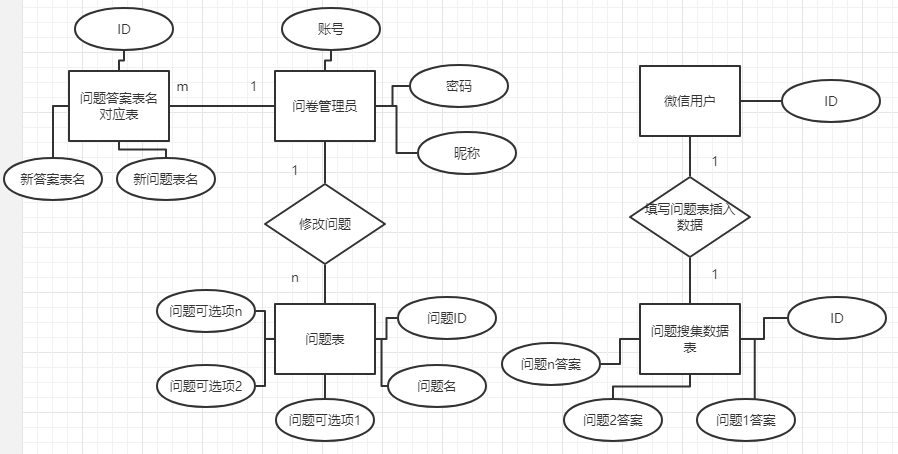 ID
账号
问题答案表名
对应表
m
1
问卷管理员
密码
昵称
新答案表名
新问题表名
1
修改问题
n
问题可选项n
问题可选项2
问题表
问题ID
问题名
问题可选项1
微信用户
ID
1
填写问题表插入
数据
1
问题搜集数据
表
ID
问题n答案
问题2答案
问题1答案